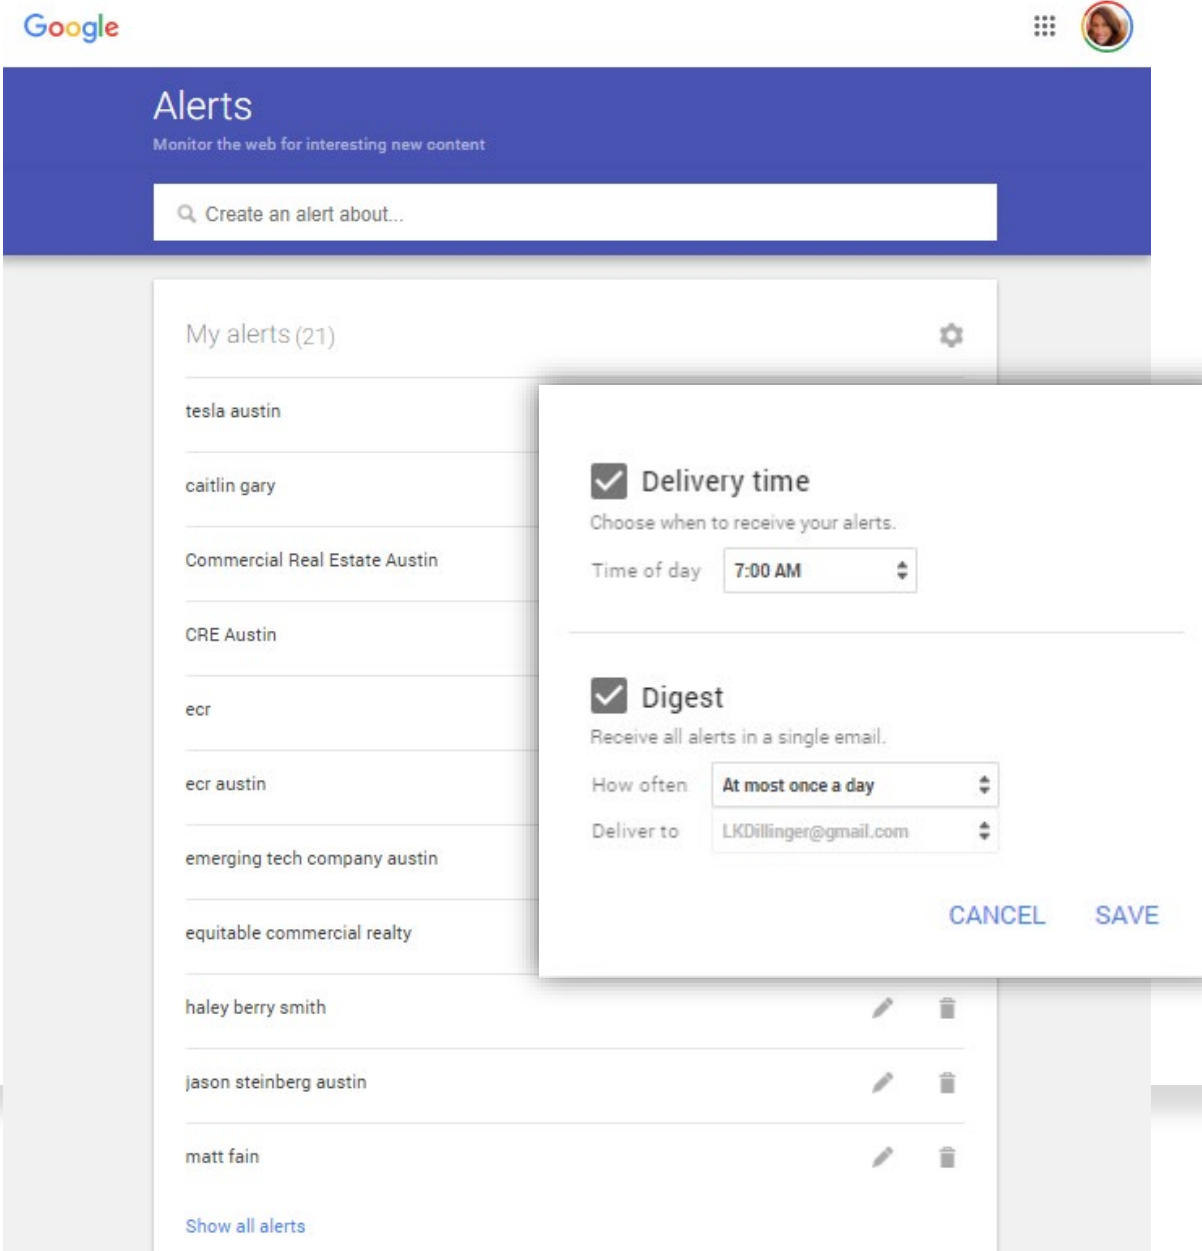 Google
Alerts
Monitor the web for interesting new content
Create an alert about...
My alerts (21)
tesla austin
caitlin gary
Commercial Real Estate Austin
CRE Austin
ecr
ecr austin
emerging tech company austin
equitable commercial realty
haley berry smith
jason steinberg austin
matt fain
Show all alerts
Delivery time
Choose when to receive your alerts.
Time of day 7:00 AM
Digest
Receive all alerts in a single email.
How often At most once a day
Deliver to LKDillinger@gmail.com
CANCEL SAVE